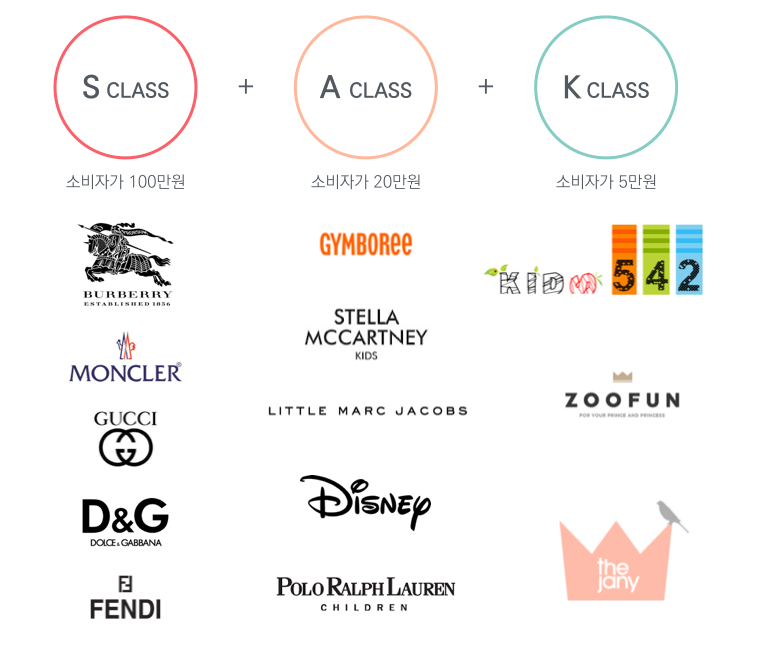 S CLASS + A CLASS + K CLASS
소비자가 100만원
소비자가 20만원
소비자가 5만원
BURBERRY
ESTABLISHED 1856
MONCLER
GUCCI
D&G
DOLCE & GABBANA
FENDI
GYMBOREE
STELLA
McCARTNEY
KIDS
LITTLE MARC JACOBS
Disney
POLO RALPH LAUREN
CHILDREN
KIDM 542
ZOOFUN
FOR YOUR PRINCE AND PRINCESS
the
jany